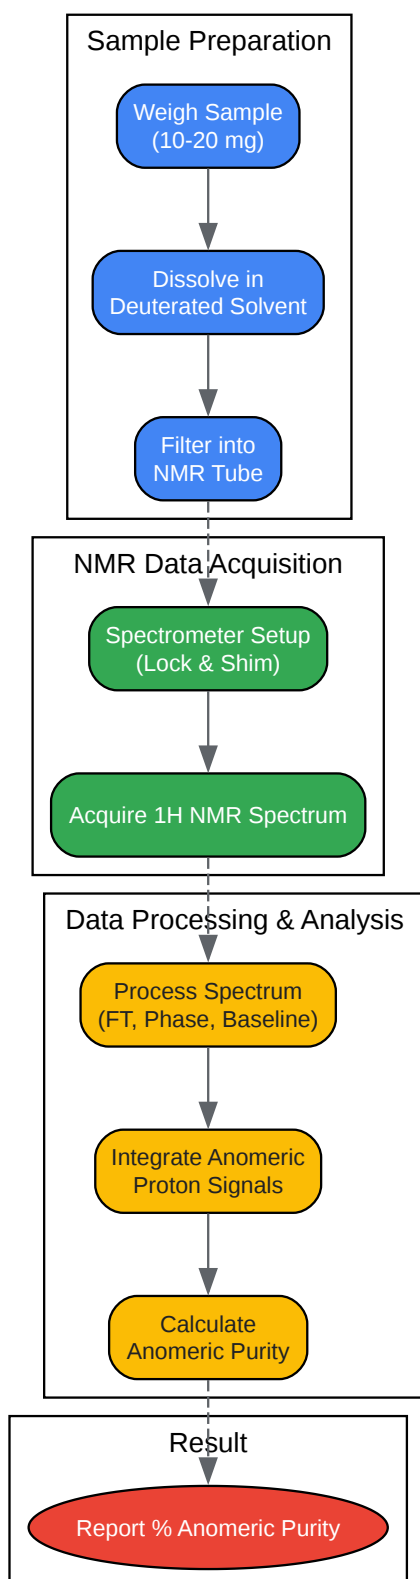 Sample Preparation
Weigh Sample
(10-20 mg)
Dissolve in
Deuterated Solvent
Filter into
NMR Tube
NMR Data Acquisition
Spectrometer Setup
(Lock & Shim)
Acquire 1H NMR Spectrum
Data Processing & Analysis
Process Spectrum
(FT, Phase, Baseline)
Integrate Anomeric
Proton Signals
Calculate
Anomeric Purity
Result
Report % Anomeric Purity